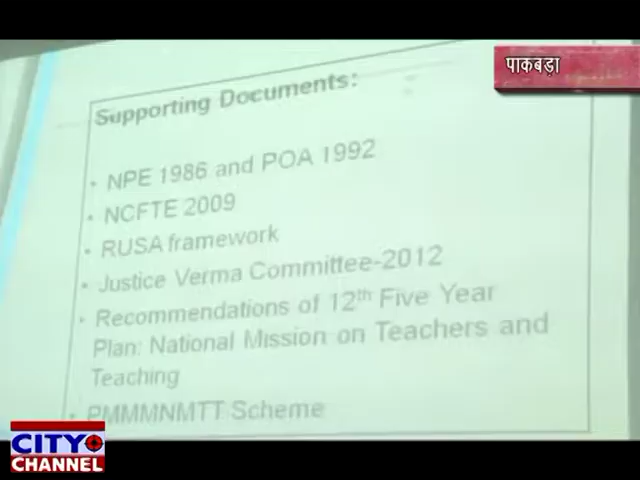 पाकबड़ा
Supporting Documents:
• NPE 1986 and POA 1992
• NCFTE 2009
• RUSA framework
• Justice Verma Committee-2012
• Recommendations of 12th Five Year
Plan: National Mission on Teachers and
Teaching
• PMMMNMTT Scheme
CITY
CHANNEL